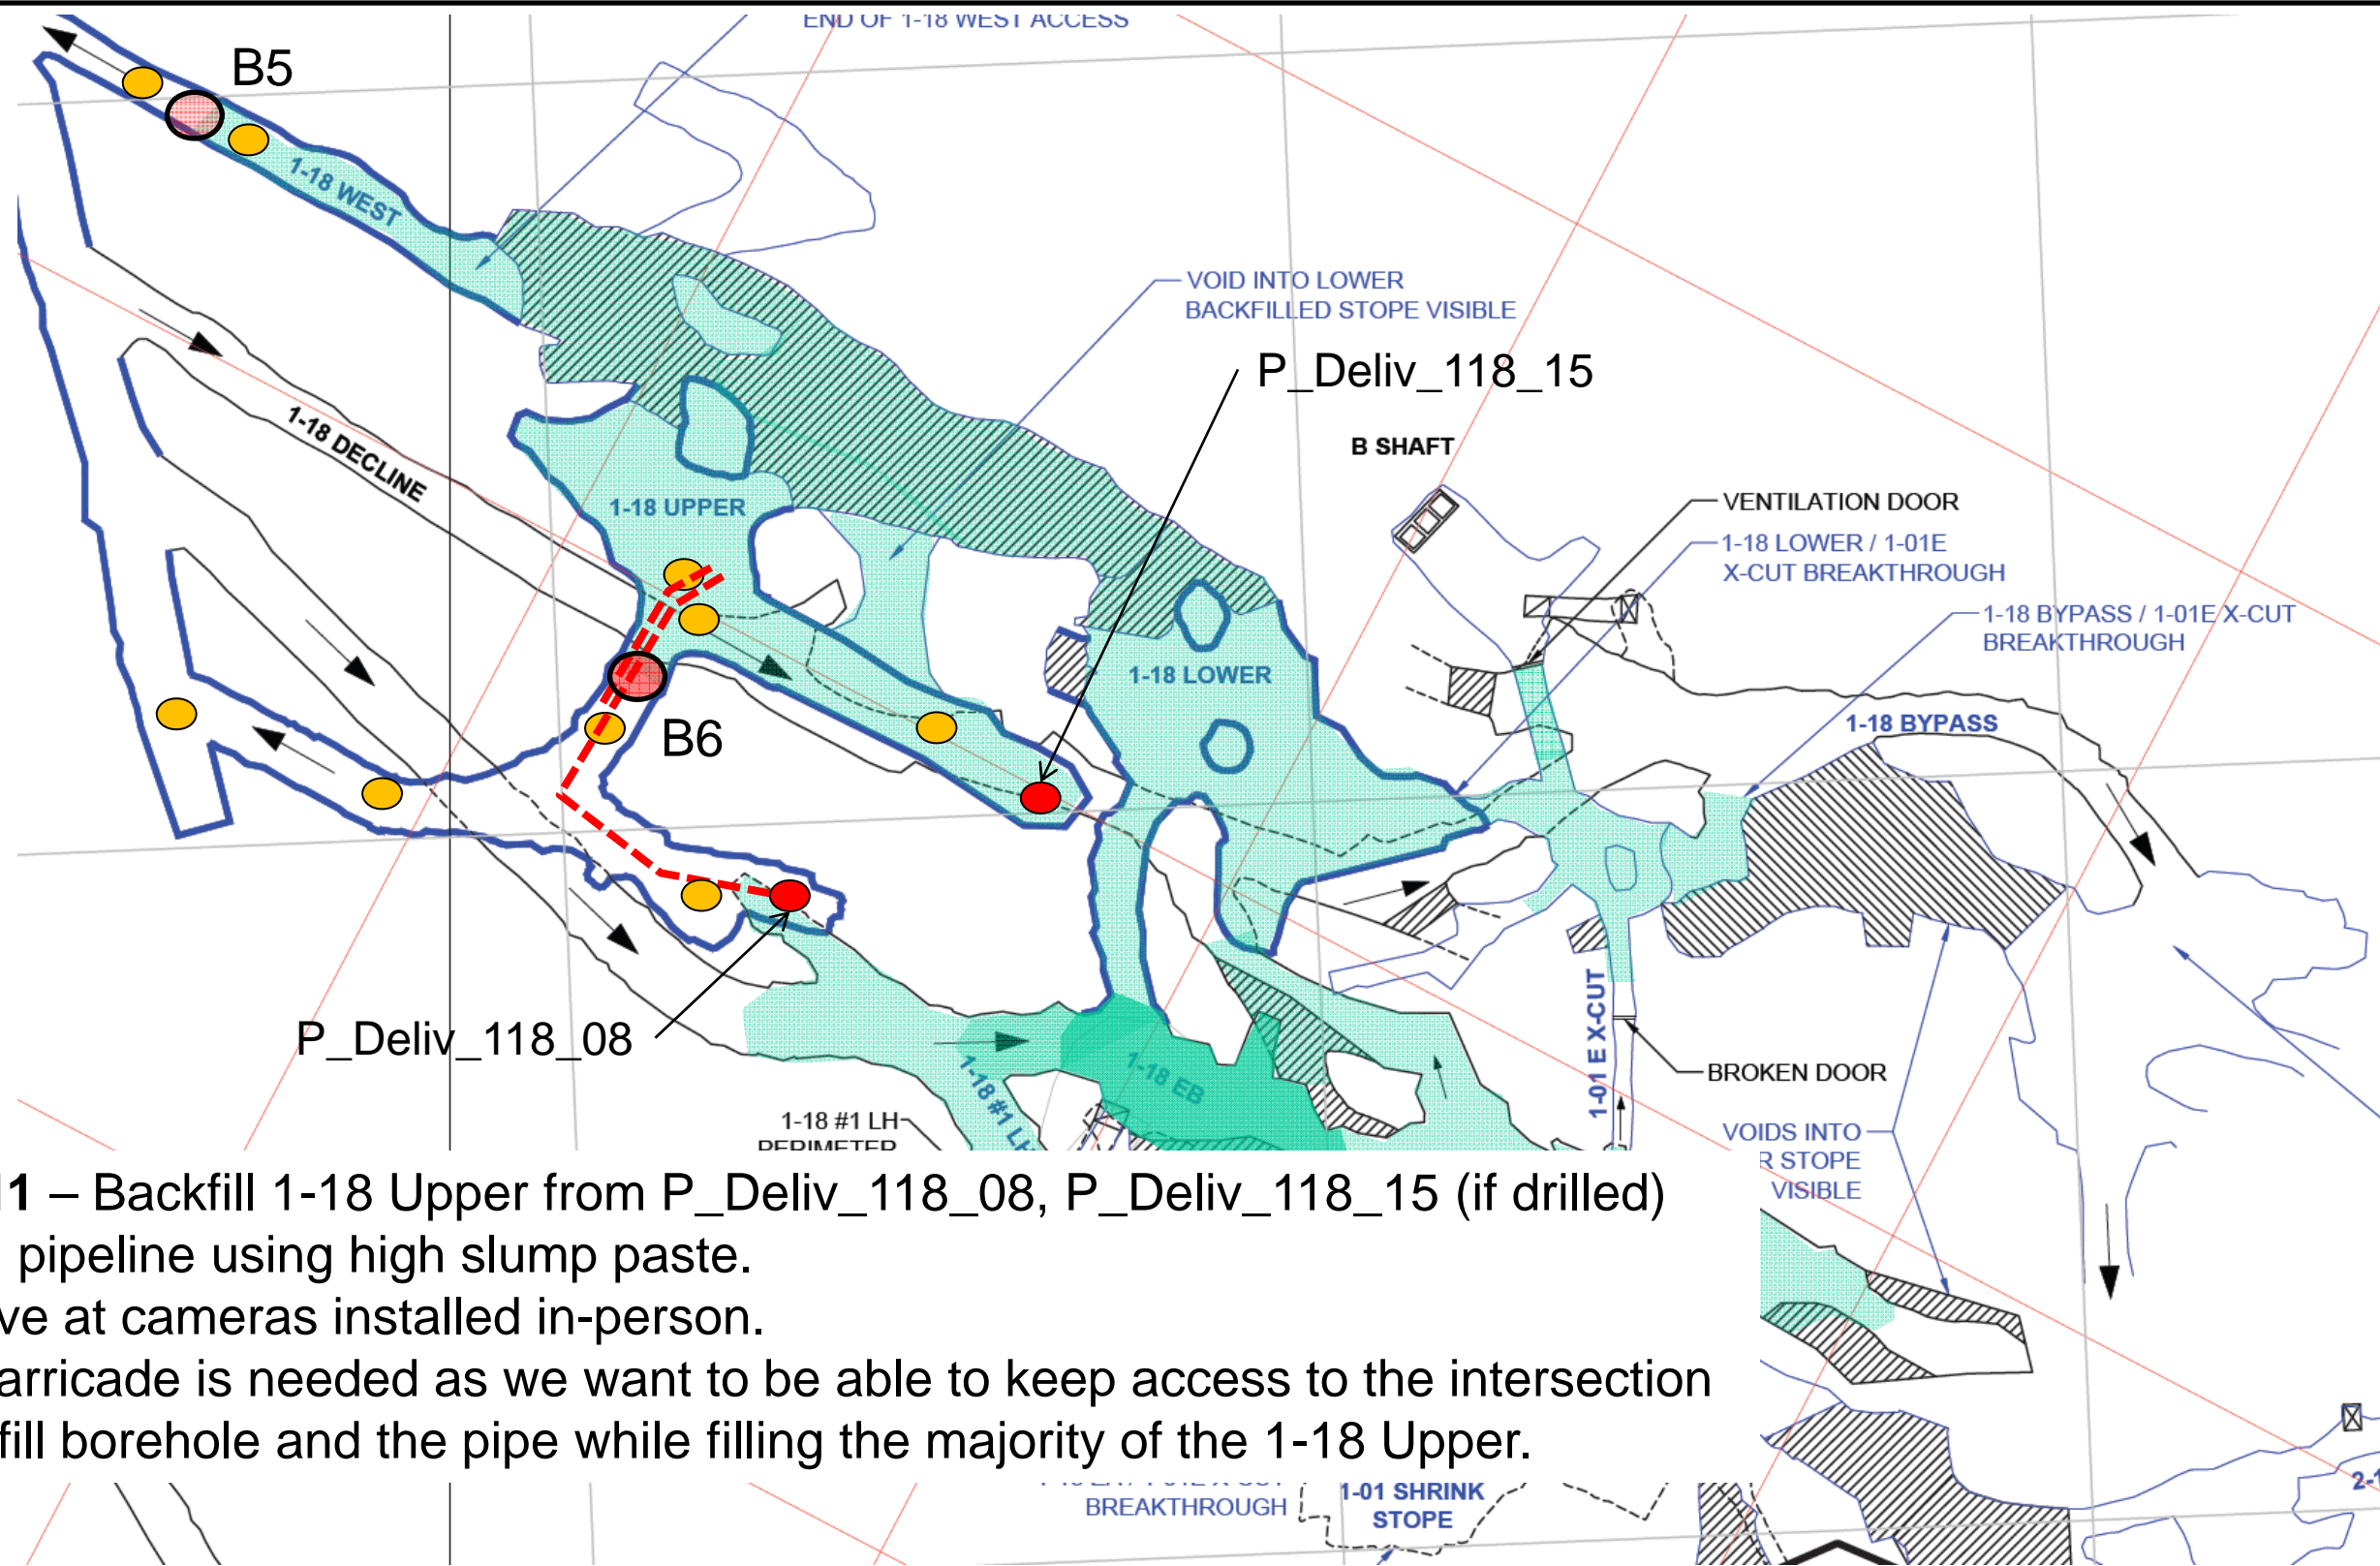 END OF 1-18 WEST ACCESS
B5
1-18 WEST
VOID INTO LOWER
BACKFILLED STOPE VISIBLE
P_Deliv_118_15
B SHAFT
1-18 DECLINE
1-18 UPPER
VENTILATION DOOR
1-18 LOWER / 1-01E
X-CUT BREAKTHROUGH
1-18 BYPASS / 1-01E X-CUT
BREAKTHROUGH
1-18 LOWER
1-18 BYPASS
B6
P_Deliv_118_08
1-18 EB
1-18 #1 LH
1-01 E X-CUT
BROKEN DOOR
1-18 #1 LH
PERIMETER
VOIDS INTO
R STOPE
VISIBLE
1 – Backfill 1-18 Upper from P_Deliv_118_08, P_Deliv_118_15 (if drilled)
pipeline using high slump paste.
ve at cameras installed in-person.
arricade is needed as we want to be able to keep access to the intersection
fill borehole and the pipe while filling the majority of the 1-18 Upper.
BREAKTHROUGH
1-01 SHRINK
STOPE